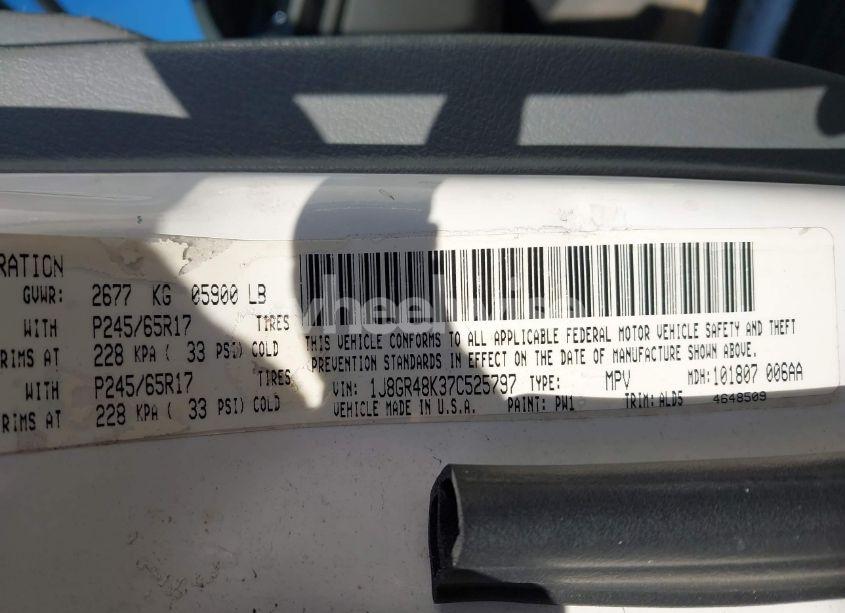 RATION
GVWR: 2677 KG 05900 LB
WITH P245/65R17 TIRES
RIMS AT 228 KPA ( 33 PSI) COLD
WITH P245/65R17 TIRES
RIMS AT 228 KPA ( 33 PSI) COLD
THIS VEHICLE CONFORMS TO ALL APPLICABLE FEDERAL MOTOR VEHICLE SAFETY AND THEFT
PREVENTION STANDARDS IN EFFECT ON THE DATE OF MANUFACTURE SHOWN ABOVE.
VIN: 1J8GR48K37C525797 TYPE: MPV MDH: 101807 006AA
VEHICLE MADE IN U.S.A. PAINT: PW1 TRIM: ALD5 4648509
wheelwise